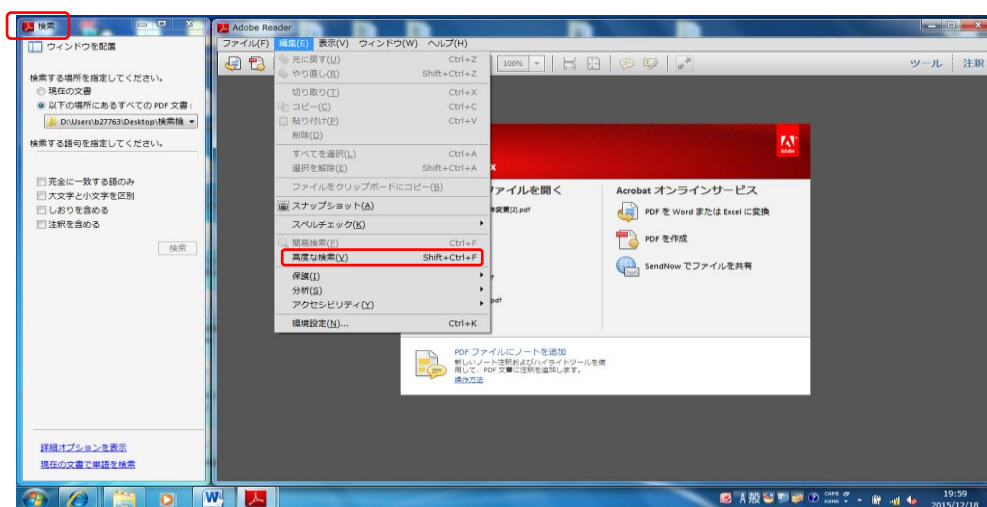 検索
ウィンドウを配置
検索する場所を指定してください。
現在の文書
以下の場所にあるすべての PDF 文書:
D:\Users\b27763\Desktop\検索機
検索する語句を指定してください。
完全に一致する語のみ
大文字と小文字を区別
しおりを含める
注釈を含める
検索
詳細オプションを表示
現在の文書で単語を検索
Adobe Reader
ファイル(F) 編集(E) 表示(V) ウィンドウ(W) ヘルプ(H)
100%
ツール 注釈
元に戻す(U) Ctrl+Z
やり直し(R) Shift+Ctrl+Z
切り取り(T) Ctrl+X
コピー(C) Ctrl+C
貼り付け(P) Ctrl+V
削除(D)
すべてを選択(L) Ctrl+A
選択を解除(E) Shift+Ctrl+A
ファイルをクリップボードにコピー(B)
スナップショット(A)
スペルチェック(K)
簡易検索(F) Ctrl+F
高度な検索(V) Shift+Ctrl+F
保護(I)
分析(S)
アクセシビリティ(Y)
環境設定(N)... Ctrl+K
Adobe
x
ァイルを開く
変更[2].pdf
pdf
Acrobat オンラインサービス
PDF を Word または Excel に変換
PDF を作成
SendNow でファイルを共有
PDF ファイルにノートを追加
新しいノート注釈およびハイライトツールを使
用して、PDF 文書に注釈を追加します。
操作方法
A 般
CAPS
KANA
19:59
2015/12/18